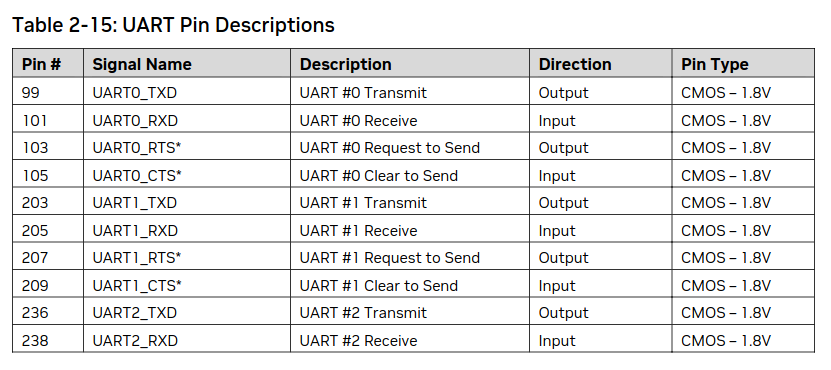 Table 2-15: UART Pin Descriptions
Pin # Signal Name Description Direction Pin Type
99 UART0_TXD UART #0 Transmit Output CMOS – 1.8V
101 UART0_RXD UART #0 Receive Input CMOS – 1.8V
103 UART0_RTS* UART #0 Request to Send Output CMOS – 1.8V
105 UART0_CTS* UART #0 Clear to Send Input CMOS – 1.8V
203 UART1_TXD UART #1 Transmit Output CMOS – 1.8V
205 UART1_RXD UART #1 Receive Input CMOS – 1.8V
207 UART1_RTS* UART #1 Request to Send Output CMOS – 1.8V
209 UART1_CTS* UART #1 Clear to Send Input CMOS – 1.8V
236 UART2_TXD UART #2 Transmit Output CMOS – 1.8V
238 UART2_RXD UART #2 Receive Input CMOS – 1.8V